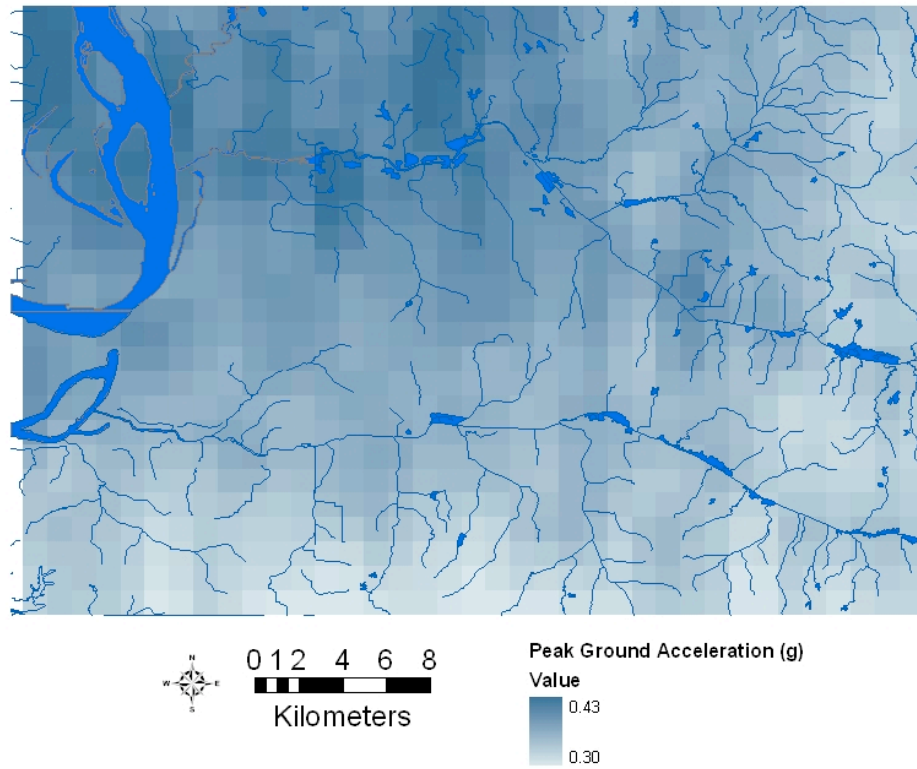 N
W E
S
0 1 2 4 6 8
Kilometers
Peak Ground Acceleration (g)
Value
0.43
0.30